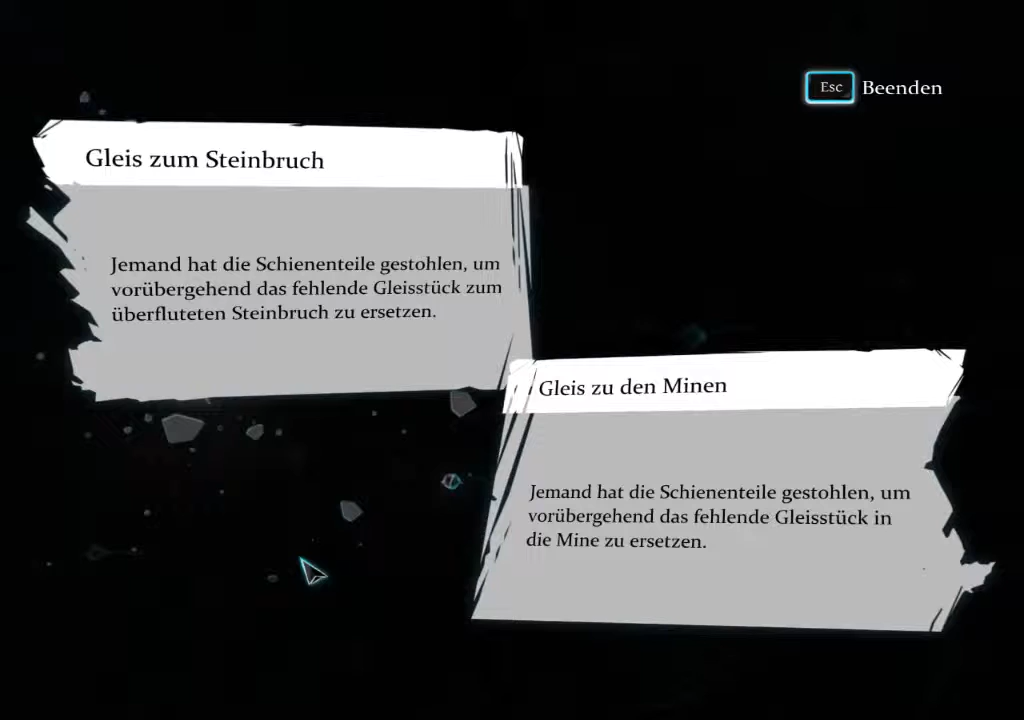 Esc Beenden
Gleis zum Steinbruch
Jemand hat die Schienenteile gestohlen, um
vorübergehend das fehlende Gleisstück zum
überfluteten Steinbruch zu ersetzen.
Gleis zu den Minen
Jemand hat die Schienenteile gestohlen, um
vorübergehend das fehlende Gleisstück in
die Mine zu ersetzen.